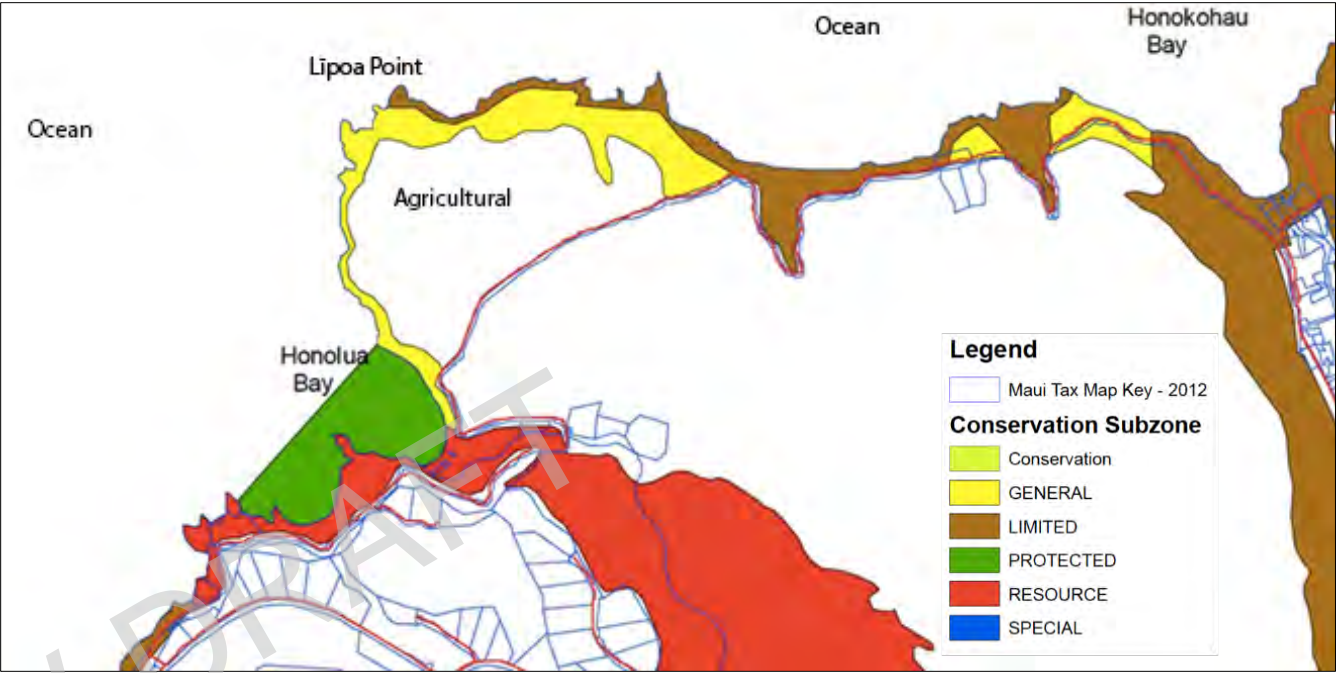 Ocean
Honokohau
Bay
Līpoa Point
Ocean
Agricultural
Honolua
Bay
Legend
Maui Tax Map Key - 2012
Conservation Subzone
Conservation
GENERAL
LIMITED
PROTECTED
RESOURCE
SPECIAL
DRAFT